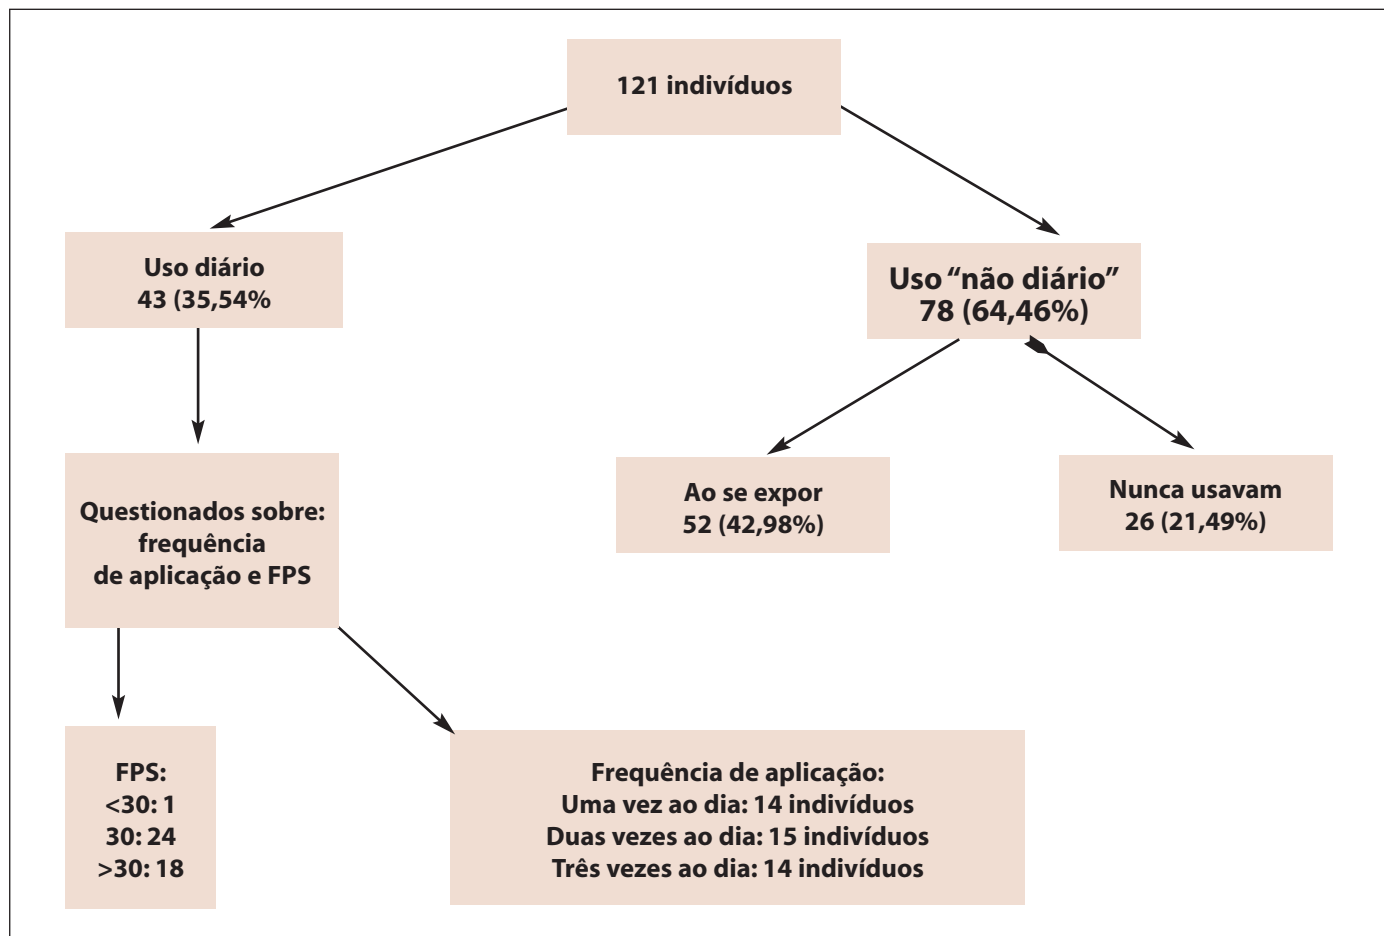 121 indivíduos
Uso diário
43 (35,54%
Uso “não diário”
78 (64,46%)
Ao se expor
52 (42,98%)
Nunca usavam
26 (21,49%)
Questionados sobre:
frequência
de aplicação e FPS
FPS:
<30: 1
30: 24
>30: 18
Frequência de aplicação:
Uma vez ao dia: 14 indivíduos
Duas vezes ao dia: 15 indivíduos
Três vezes ao dia: 14 indivíduos